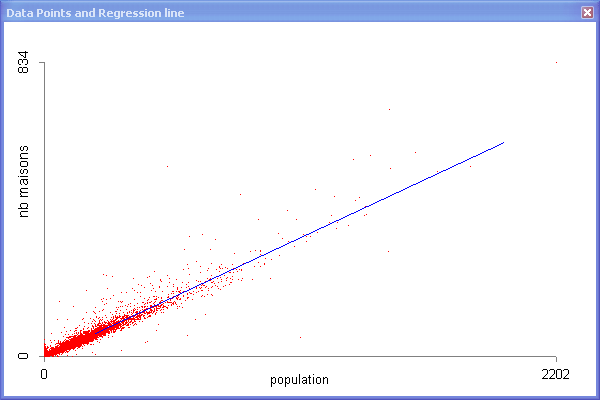 Data Points and Regression line
834
nb maisons
0
0
population
2202